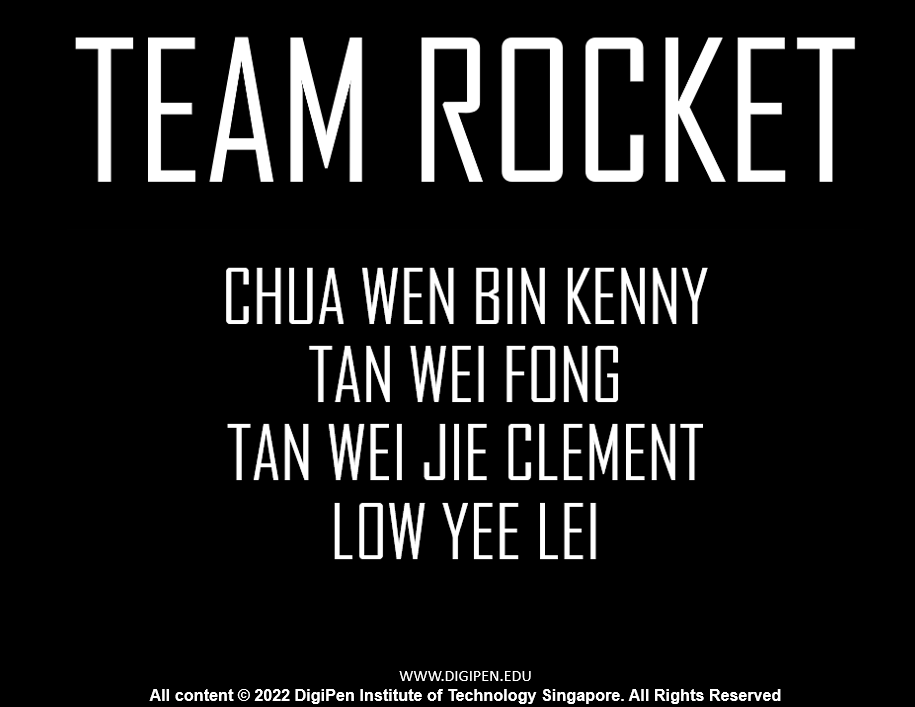 TEAM ROCKET
CHUA WEN BIN KENNY
TAN WEI FONG
TAN WEI JIE CLEMENT
LOW YEE LEI
WWW.DIGIPEN.EDU
All content © 2022 DigiPen Institute of Technology Singapore. All Rights Reserved